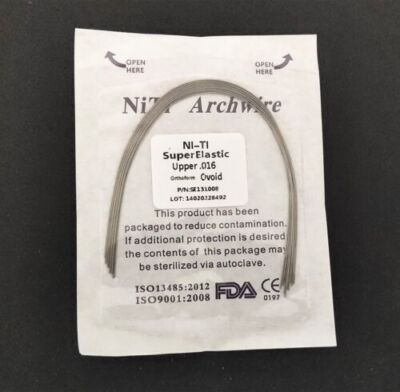 OPEN HERE
OPEN HERE
NiTi Archwire
NI-TI
SuperElastic
Upper .016
Orthoform: Ovoid
P/N:SE131008
LOT: 14020228492
This product has been
packaged to reduce contamination.
If additional protection is desired
the contents of this package may
be sterilized via autoclave.
ISO13485:2012
ISO9001:2008
FDA CE
0197